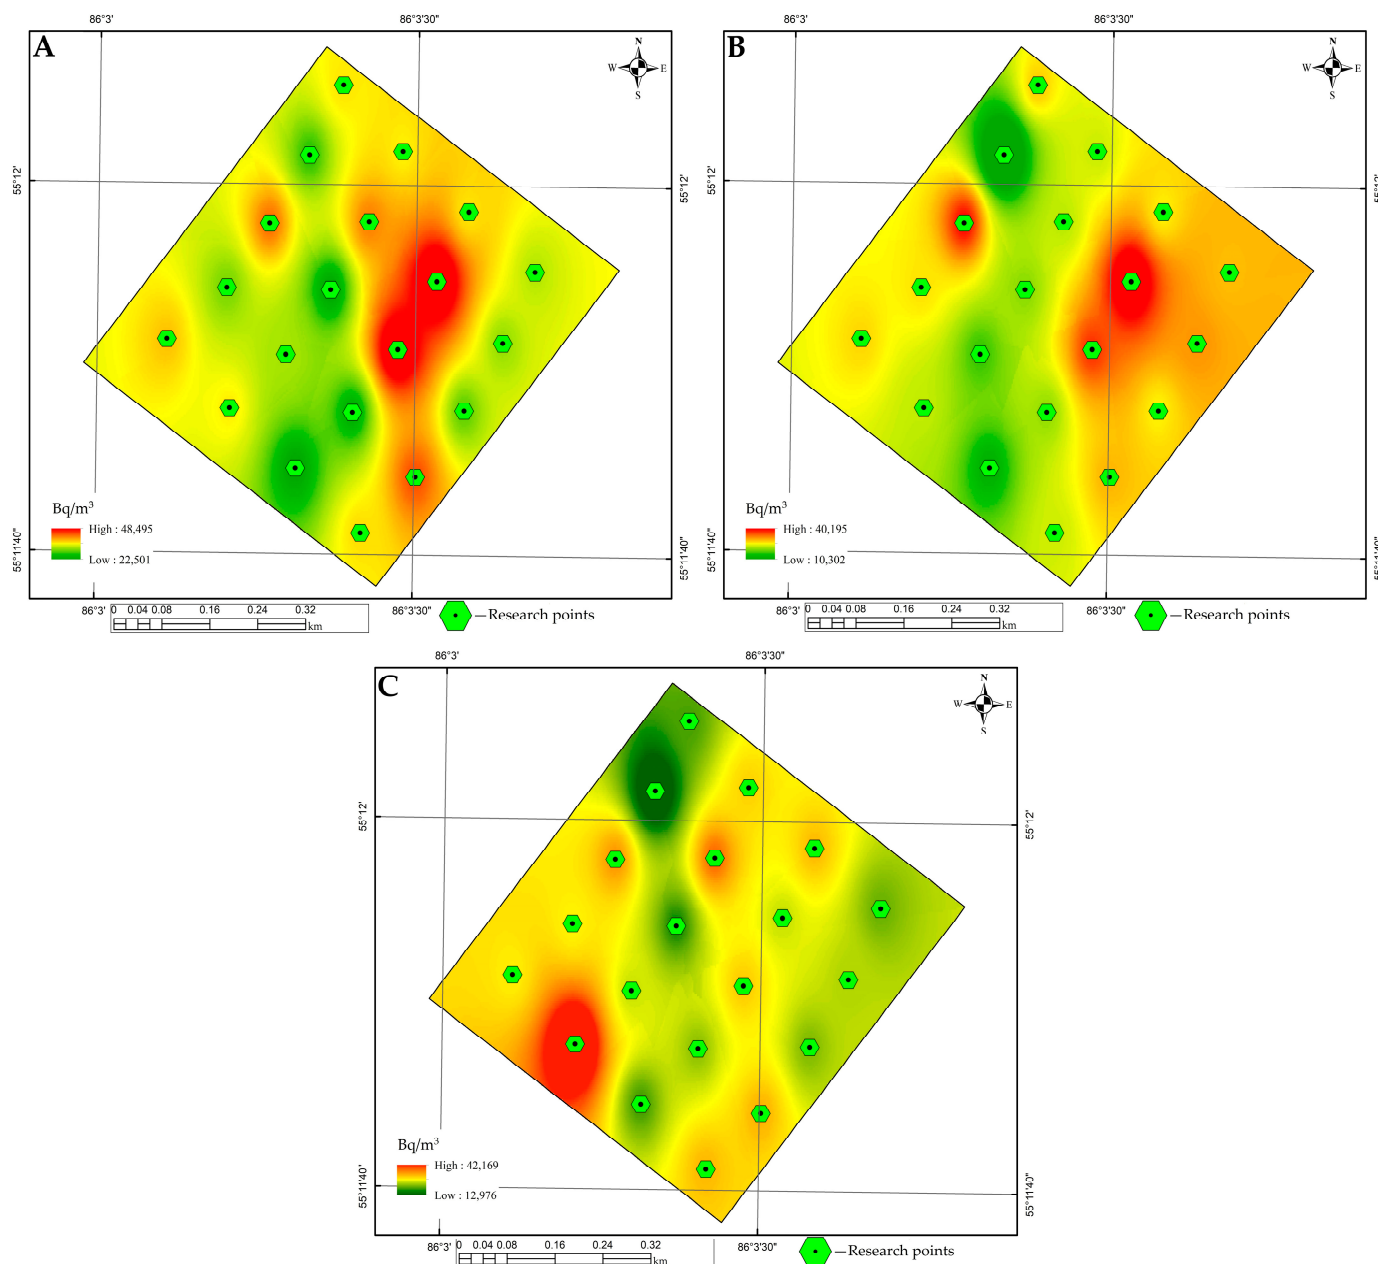 86°3' 86°3'30" 86°3' 86°3'30"
A
N
W E
S
B
N
W E
S
55°12' 55°12' 55°12' 55°12'
Bq/m³
High : 48,495
Low : 22,501
Bq/m³
High : 40,195
Low : 10,302
55°11'40" 55°11'40" 55°11'40" 55°11'40"
86°3' 86°3'30" 86°3' 86°3'30"
0 0.04 0.08 0.16 0.24 0.32
km
—Research points
0 0.04 0.08 0.16 0.24 0.32
km
—Research points
86°3' 86°3'30"
C
N
W E
S
55°12' 55°12'
Bq/m³
High : 42,169
Low : 12,976
55°11'40" 55°11'40"
86°3' 86°3'30"
0 0.04 0.08 0.16 0.24 0.32
km
—Research points